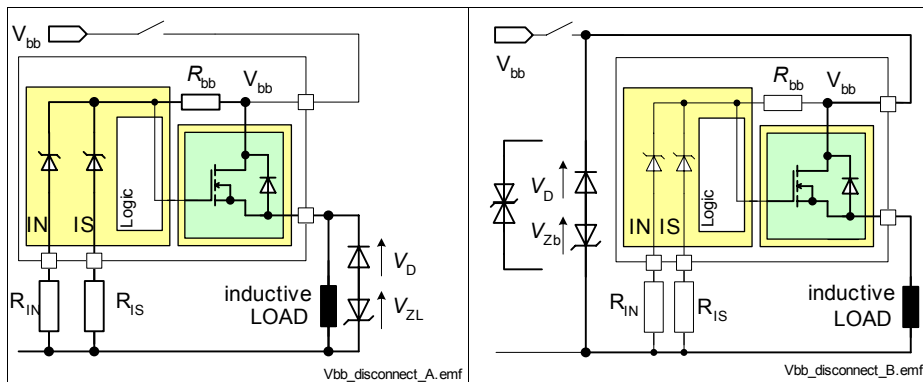 V_bb
R_bb
V_bb
Logic
IN
IS
R_IN
R_IS
inductive
LOAD
V_D
V_ZL
Vbb_disconnect_A.emf
V_bb
R_bb
V_bb
V_D
V_Zb
Logic
IN
IS
R_IN
R_IS
inductive
LOAD
Vbb_disconnect_B.emf